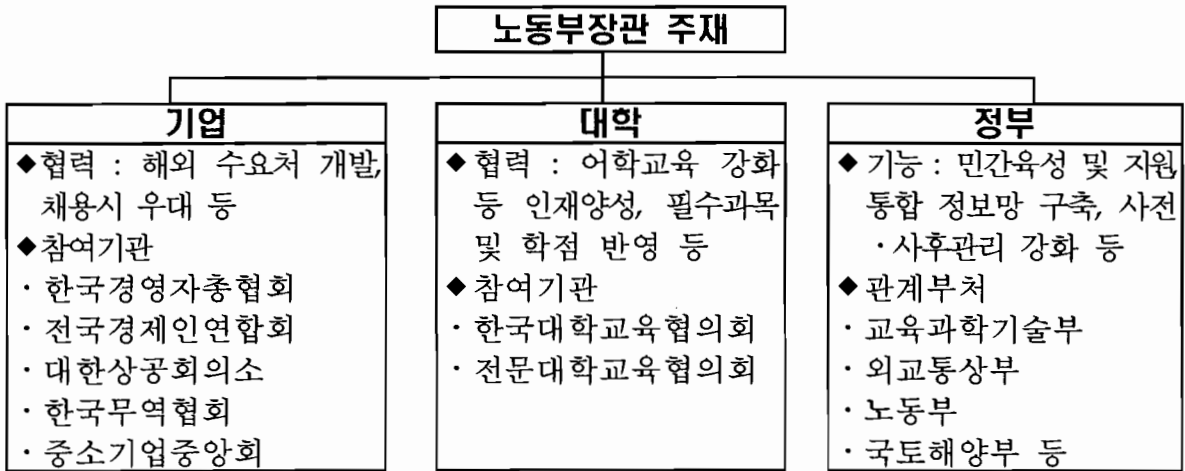 노동부장관 주재
기업
◆협력 : 해외 수요처 개발,
채용시 우대 등
◆참여기관
· 한국경영자총협회
· 전국경제인연합회
· 대한상공회의소
· 한국무역협회
· 중소기업중앙회
대학
◆ 협력 : 어학교육 강화
등 인재양성, 필수과목
및 학점 반영 등
◆ 참여기관
· 한국대학교육협의회
· 전문대학교육협의회
정부
◆ 기능 : 민간육성 및 지원,
통합 정보망 구축, 사전
· 사후관리 강화 등
◆ 관계부처
· 교육과학기술부
· 외교통상부
· 노동부
· 국토해양부 등